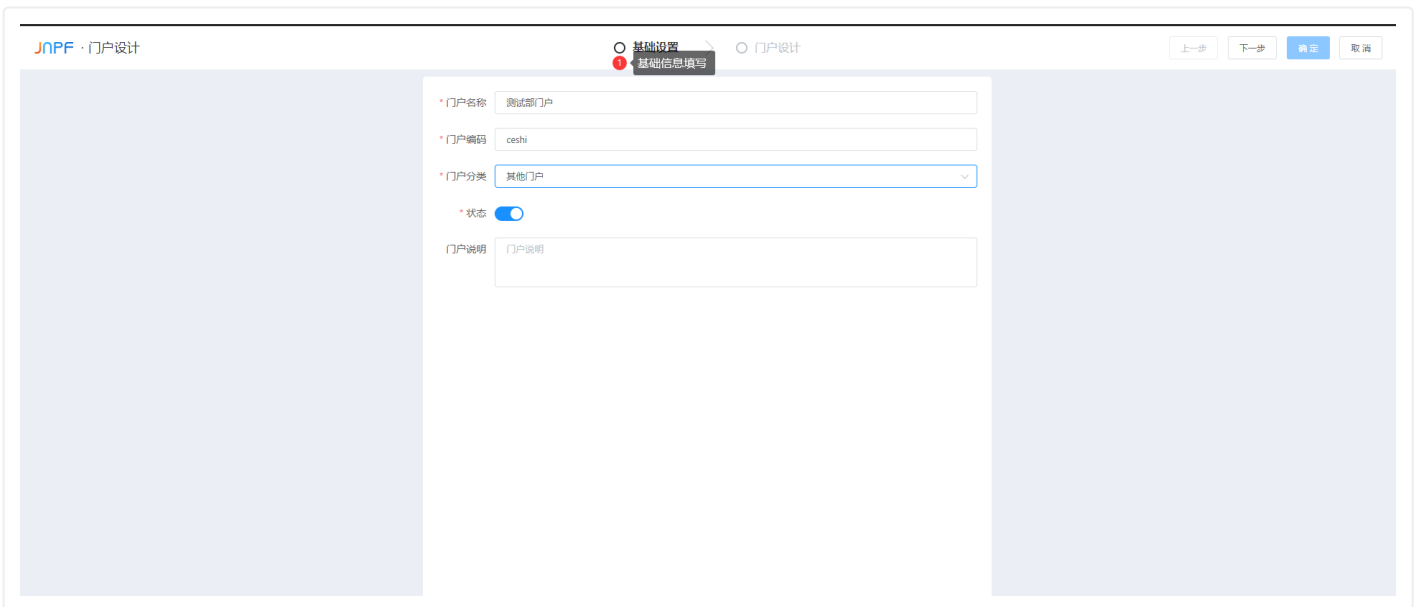 JNPF · 门户设计
基础设置
门户设计
上一步
下一步
确定
取消
1 基础信息填写
* 门户名称 测试部门户
* 门户编码 ceshi
* 门户分类 其他门户
* 状态
门户说明 门户说明